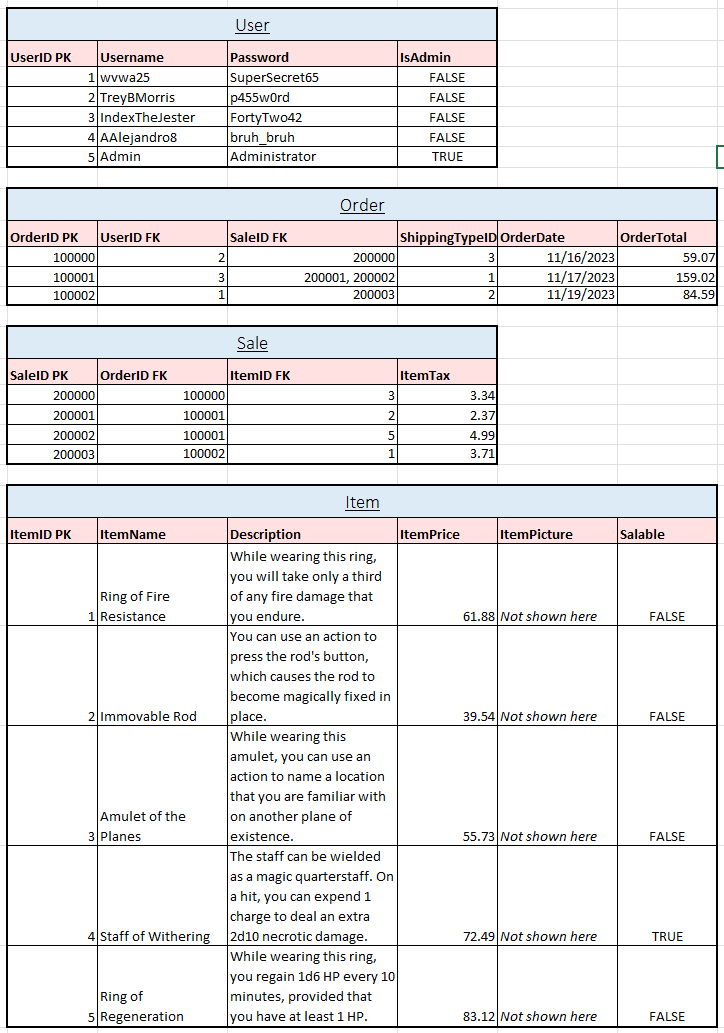 User
UserID PK Username Password IsAdmin
1 wvwa25 SuperSecret65 FALSE
2 TreyBMorris p455w0rd FALSE
3 IndexTheJester FortyTwo42 FALSE
4 AAlejandro8 bruh_bruh FALSE
5 Admin Administrator TRUE
Order
OrderID PK UserID FK SaleID FK ShippingTypeID OrderDate OrderTotal
100000 2 200000 3 11/16/2023 59.07
100001 3 200001, 200002 1 11/17/2023 159.02
100002 1 200003 2 11/19/2023 84.59
Sale
SaleID PK OrderID FK ItemID FK ItemTax
200000 100000 3 3.34
200001 100001 2 2.37
200002 100001 5 4.99
200003 100002 1 3.71
Item
ItemID PK ItemName Description ItemPrice ItemPicture Salable
While wearing this ring,
you will take only a third
Ring of Fire of any fire damage that
1 Resistance you endure. 61.88 Not shown here FALSE
You can use an action to
press the rod's button,
which causes the rod to
become magically fixed in
2 Immovable Rod place. 39.54 Not shown here FALSE
While wearing this
amulet, you can use an
action to name a location
that you are familiar with
Amulet of the on another plane of
3 Planes existence. 55.73 Not shown here FALSE
The staff can be wielded
as a magic quarterstaff. On
a hit, you can expend 1
charge to deal an extra
4 Staff of Withering 2d10 necrotic damage. 72.49 Not shown here TRUE
While wearing this ring,
you regain 1d6 HP every 10
Ring of minutes, provided that
5 Regeneration you have at least 1 HP. 83.12 Not shown here FALSE